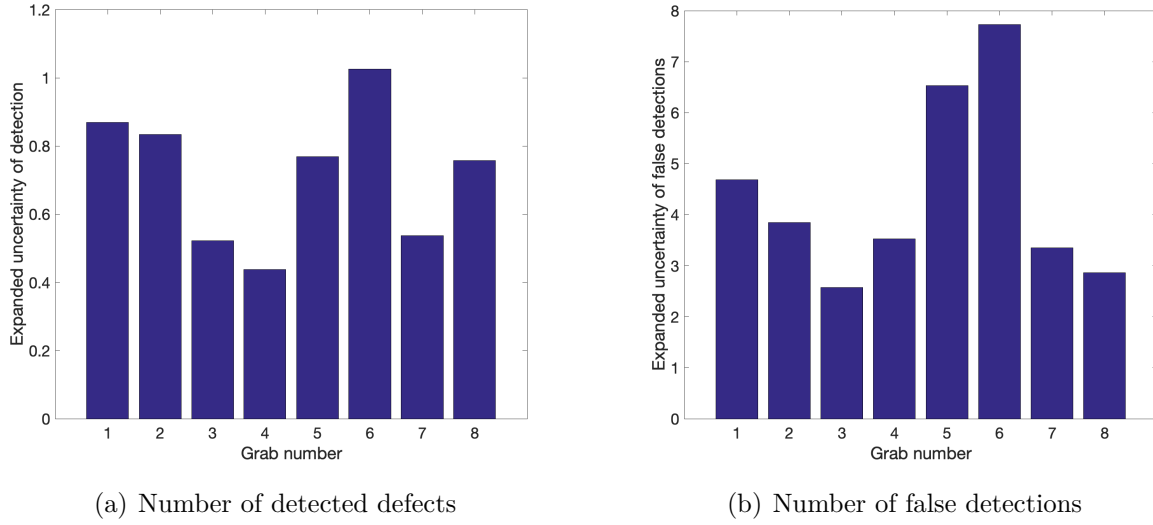 1.2
1
0.8
0.6
0.4
0.2
0
Expanded uncertainty of detection
1 2 3 4 5 6 7 8
Grab number
(a) Number of detected defects
8
7
6
5
4
3
2
1
0
Expanded uncertainty of false detections
1 2 3 4 5 6 7 8
Grab number
(b) Number of false detections